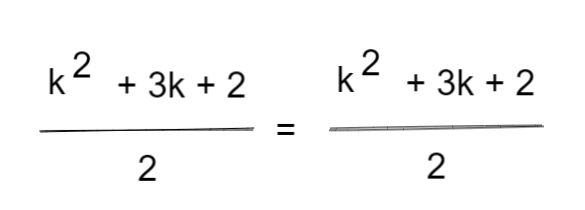 k² + 3k + 2 = k² + 3k + 2
2 2